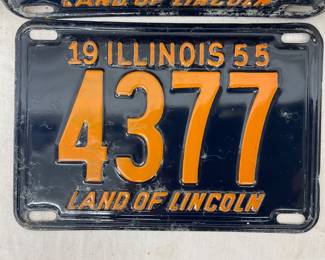 LAND OF LINCOLN
19 ILLINOIS 55
4377
LAND OF LINCOLN